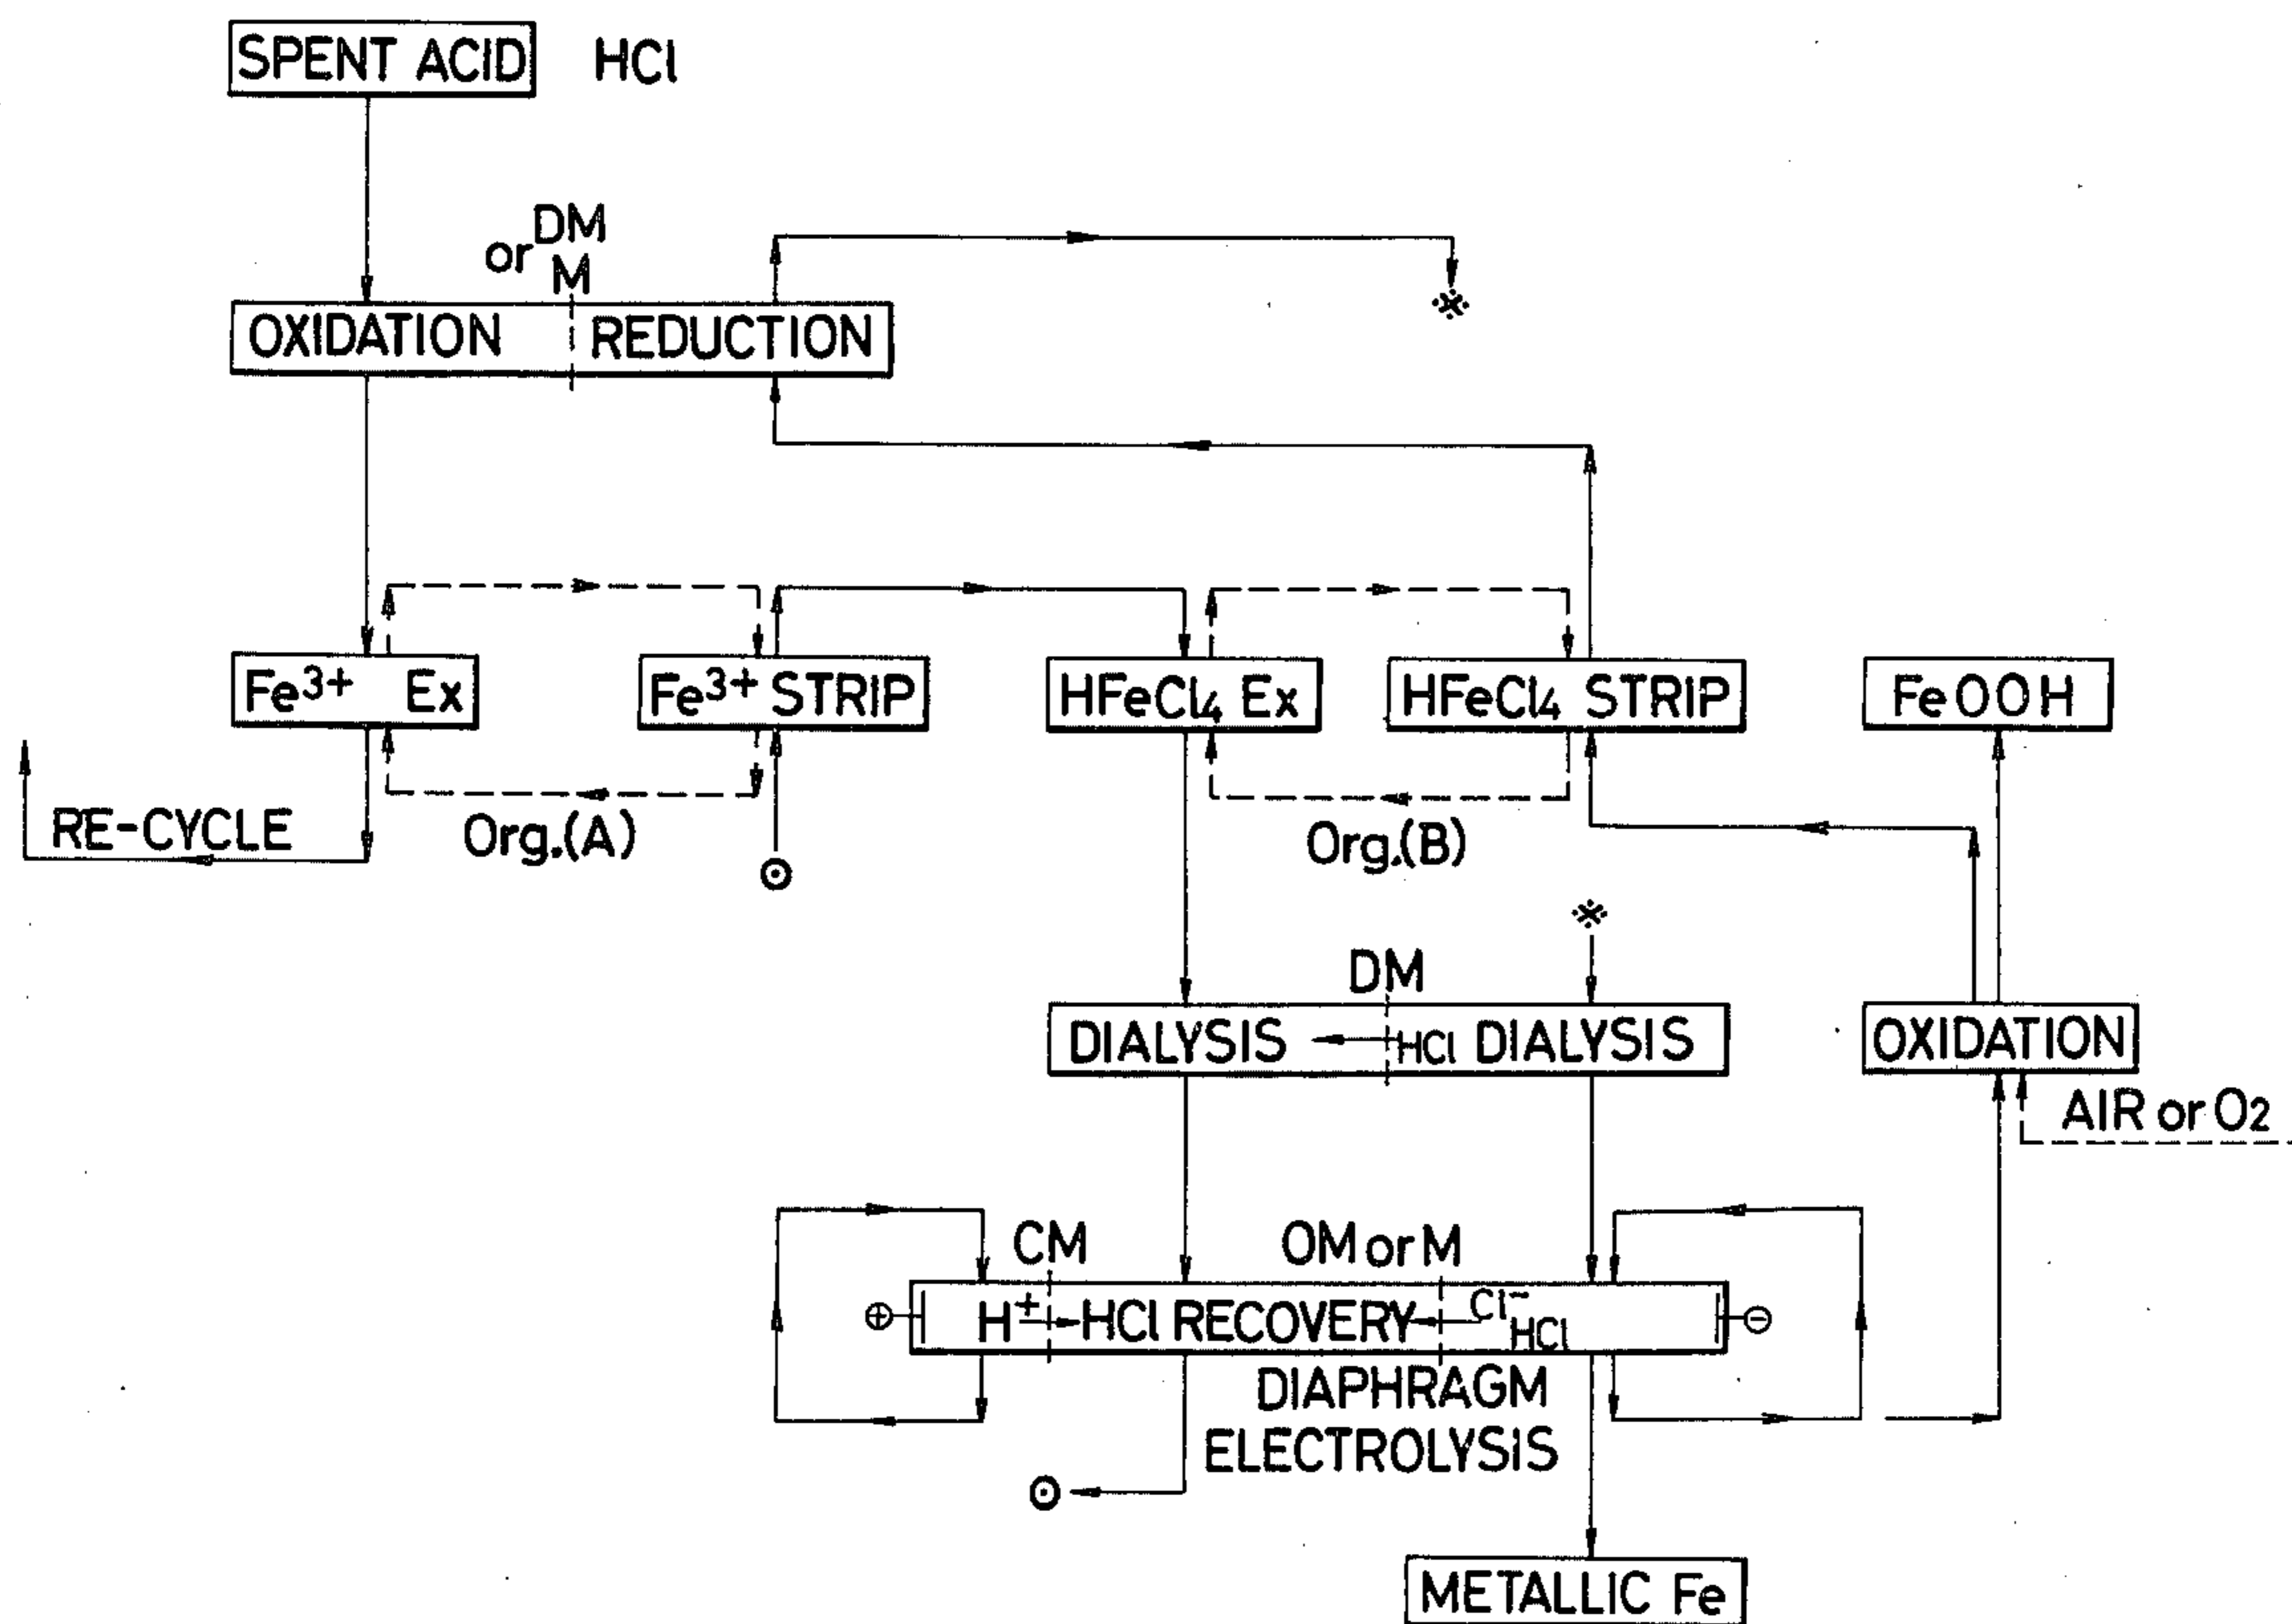 SPENT ACID HCl
or DM
M
OXIDATION REDUCTION
※
Fe³⁺ Ex
Fe³⁺ STRIP
HFeCl₄ Ex
HFeCl₄ STRIP
FeOOH
RE-CYCLE
Org.(A)
Org.(B)
⊙
※
DM
DIALYSIS HCl DIALYSIS
OXIDATION
AIR or O₂
CM
OM or M
⊕ H⁺ HCl RECOVERY Cl⁻ HCl ⊖
DIAPHRAGM
ELECTROLYSIS
⊙
METALLIC Fe